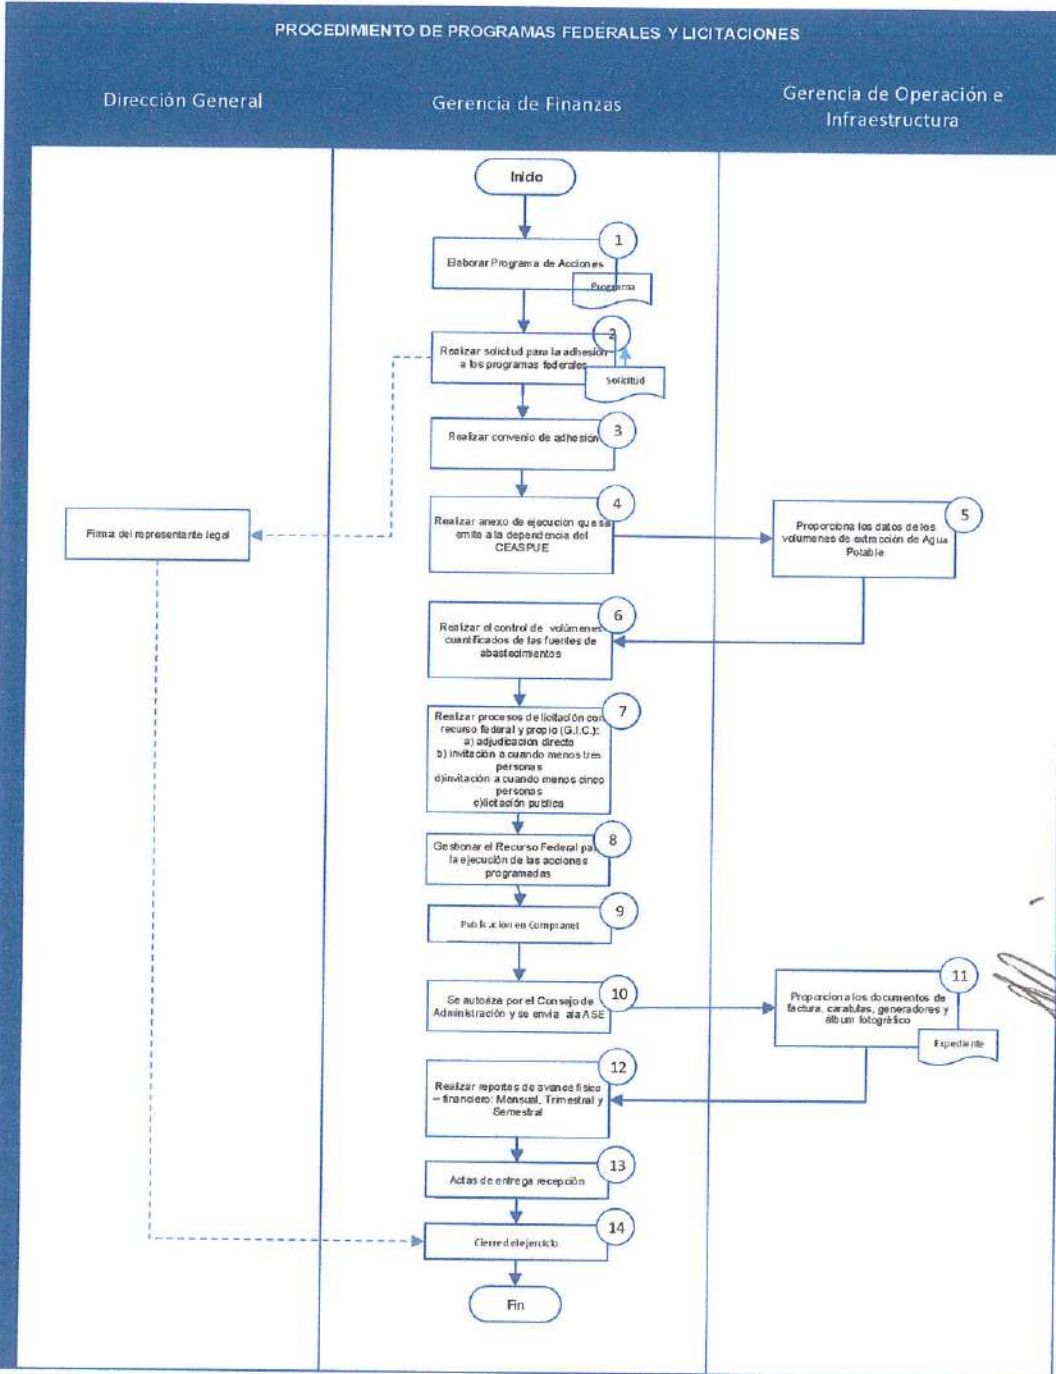 PROCEDIMIENTO DE PROGRAMAS FEDERALES Y LICITACIONES
Dirección General
Gerencia de Finanzas
Gerencia de Operación e
Infraestructura
Inicio
1
Elaborar Programa de Acciones
Programa
2
Realizar solicitud para la adhesión
a los programas federales
Solicitud
3
Realizar convenio de adhesión
4
Realizar anexo de ejecución que se
emite a la dependencia del
CEASPUE
5
Proporciona los datos de los
volúmenes de extracción de Agua
Potable
Firma del representante legal
6
Realizar el control de volúmenes
cuantificados de las fuentes de
abastecimientos
7
Realizar procesos de licitación con
recurso federal y propio (G.I.C.):
a) adjudicación directa
b) invitación a cuando menos tres
personas
d)invitación a cuando menos cinco
personas
c)licitación publica
8
Gestionar el Recurso Federal para
la ejecución de las acciones
programadas
9
Publicación en Compranet
10
Se autoriza por el Consejo de
Administración y se envía ala ASE
11
Proporciona los documentos de
factura, caratulas, generadores y
álbum fotográfico
Expediente
12
Realizar reportes de avance física
– financiero: Mensual, Trimestral y
Semestral
13
Actas de entrega recepción
14
Cierre del ejercicio
Fin